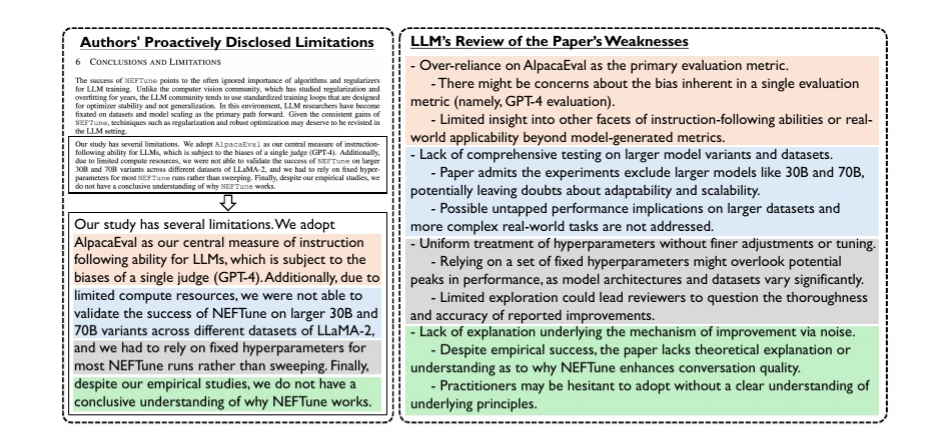 Authors' Proactively Disclosed Limitations
6 CONCLUSIONS AND LIMITATIONS
The success of NEFTune points to the often ignored importance of algorithms and regularizers
for LLM training. Unlike the computer vision community, which has studied regularization and
overfitting for years, the LLM community tends to use standardized training loops that are designed
for optimizer stability and not generalization. In this environment, LLM researchers have become
fixated on datasets and model scaling as the primary path forward. Given the consistent gains of
NEFTune, techniques such as regularization and robust optimization may deserve to be revisited in
the LLM setting.
Our study has several limitations. We adopt AlpacaEval as our central measure of instruction-
following ability for LLMs, which is subject to the biases of a single judge (GPT-4). Additionally,
due to limited compute resources, we were not able to validate the success of NEFTune on larger
30B and 70B variants across different datasets of LLaMA-2, and we had to rely on fixed hyper-
parameters for most NEFTune runs rather than sweeping. Finally, despite our empirical studies, we
do not have a conclusive understanding of why NEFTune works.
Our study has several limitations. We adopt
AlpacaEval as our central measure of instruction
following ability for LLMs, which is subject to the
biases of a single judge (GPT-4). Additionally, due to
limited compute resources, we were not able to
validate the success of NEFTune on larger 30B and
70B variants across different datasets of LLaMA-2,
and we had to rely on fixed hyperparameters for
most NEFTune runs rather than sweeping. Finally,
despite our empirical studies, we do not have a
conclusive understanding of why NEFTune works.
LLM's Review of the Paper's Weaknesses
- Over-reliance on AlpacaEval as the primary evaluation metric.
- There might be concerns about the bias inherent in a single evaluation
metric (namely, GPT-4 evaluation).
- Limited insight into other facets of instruction-following abilities or real-
world applicability beyond model-generated metrics.
- Lack of comprehensive testing on larger model variants and datasets.
- Paper admits the experiments exclude larger models like 30B and 70B,
potentially leaving doubts about adaptability and scalability.
- Possible untapped performance implications on larger datasets and
more complex real-world tasks are not addressed.
- Uniform treatment of hyperparameters without finer adjustments or tuning.
- Relying on a set of fixed hyperparameters might overlook potential
peaks in performance, as model architectures and datasets vary significantly.
- Limited exploration could lead reviewers to question the thoroughness
and accuracy of reported improvements.
- Lack of explanation underlying the mechanism of improvement via noise.
- Despite empirical success, the paper lacks theoretical explanation or
understanding as to why NEFTune enhances conversation quality.
- Practitioners may be hesitant to adopt without a clear understanding of
underlying principles.